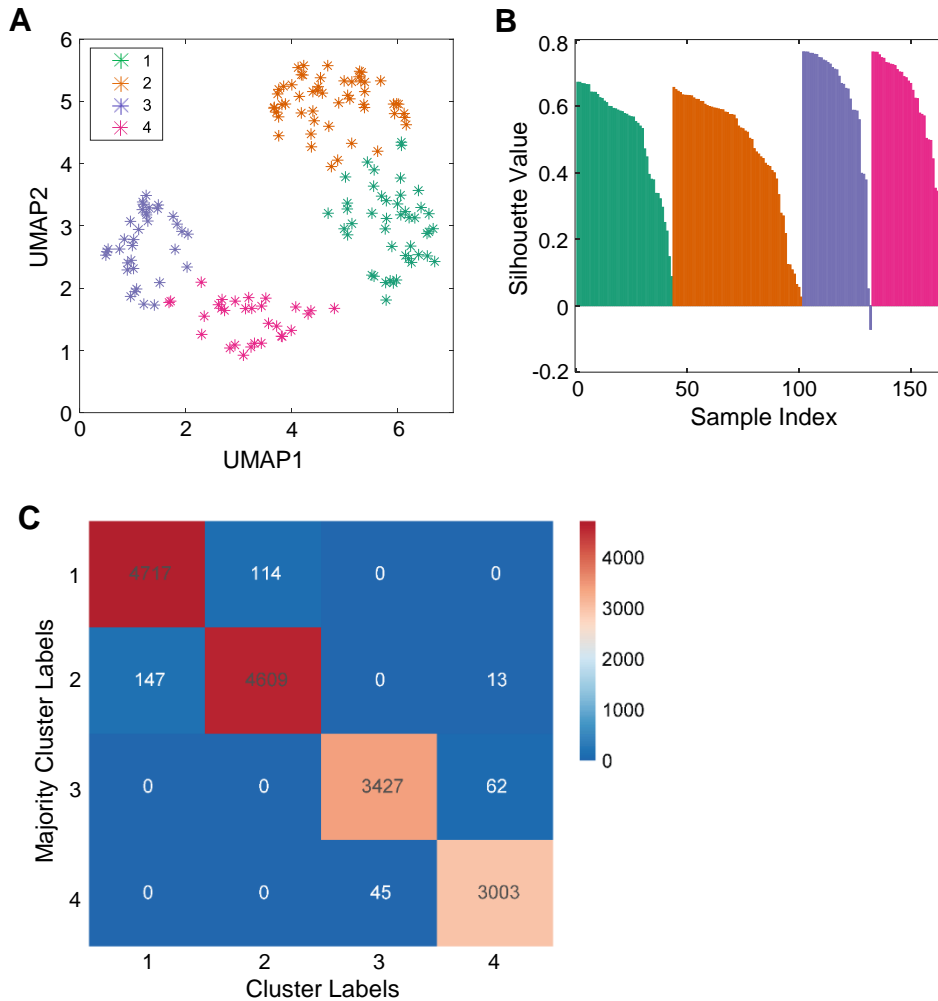 A
6
5
4
3
2
1
0
0 2 4 6
UMAP2
UMAP1
1
2
3
4
B
0.8
0.6
0.4
0.2
0
-0.2
0 50 100 150
Silhouette Value
Sample Index
C
Majority Cluster Labels
1 4717 114 0 0
2 147 4609 0 13
3 0 0 3427 62
4 0 0 45 3003
1 2 3 4
Cluster Labels
4000
3000
2000
1000
0